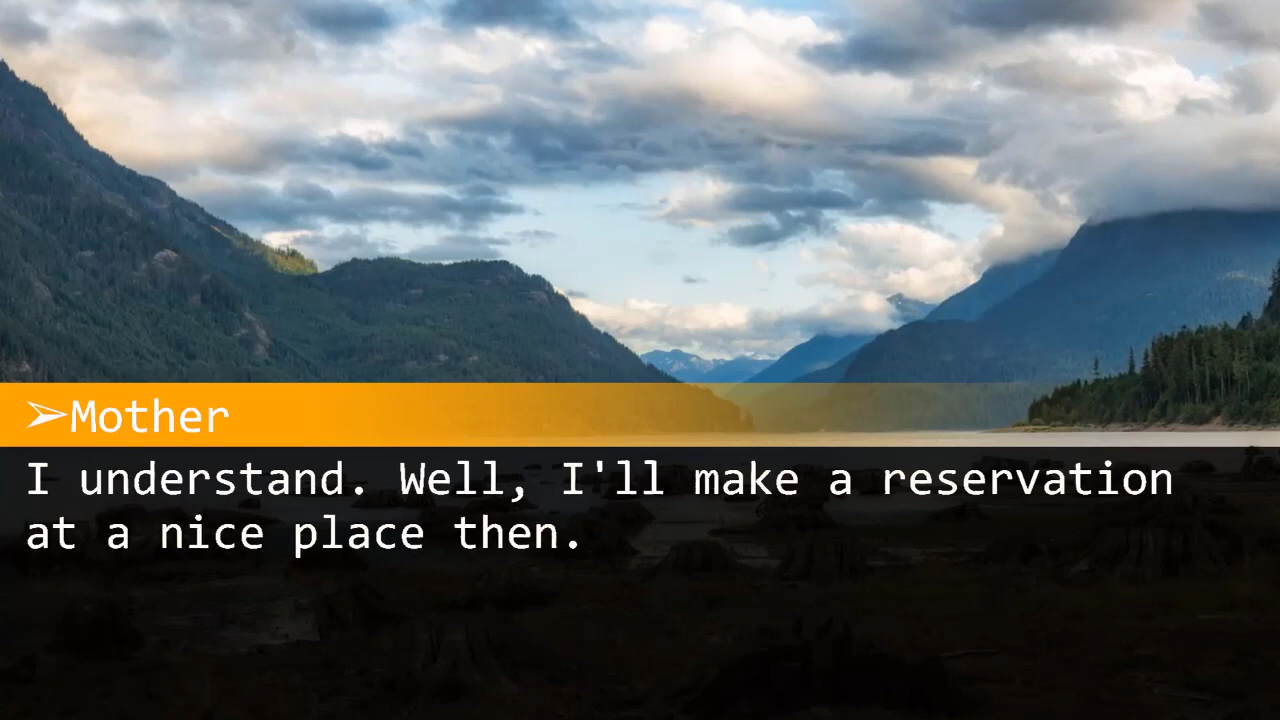 ➢Mother
I understand. Well, I'll make a reservation
at a nice place then.